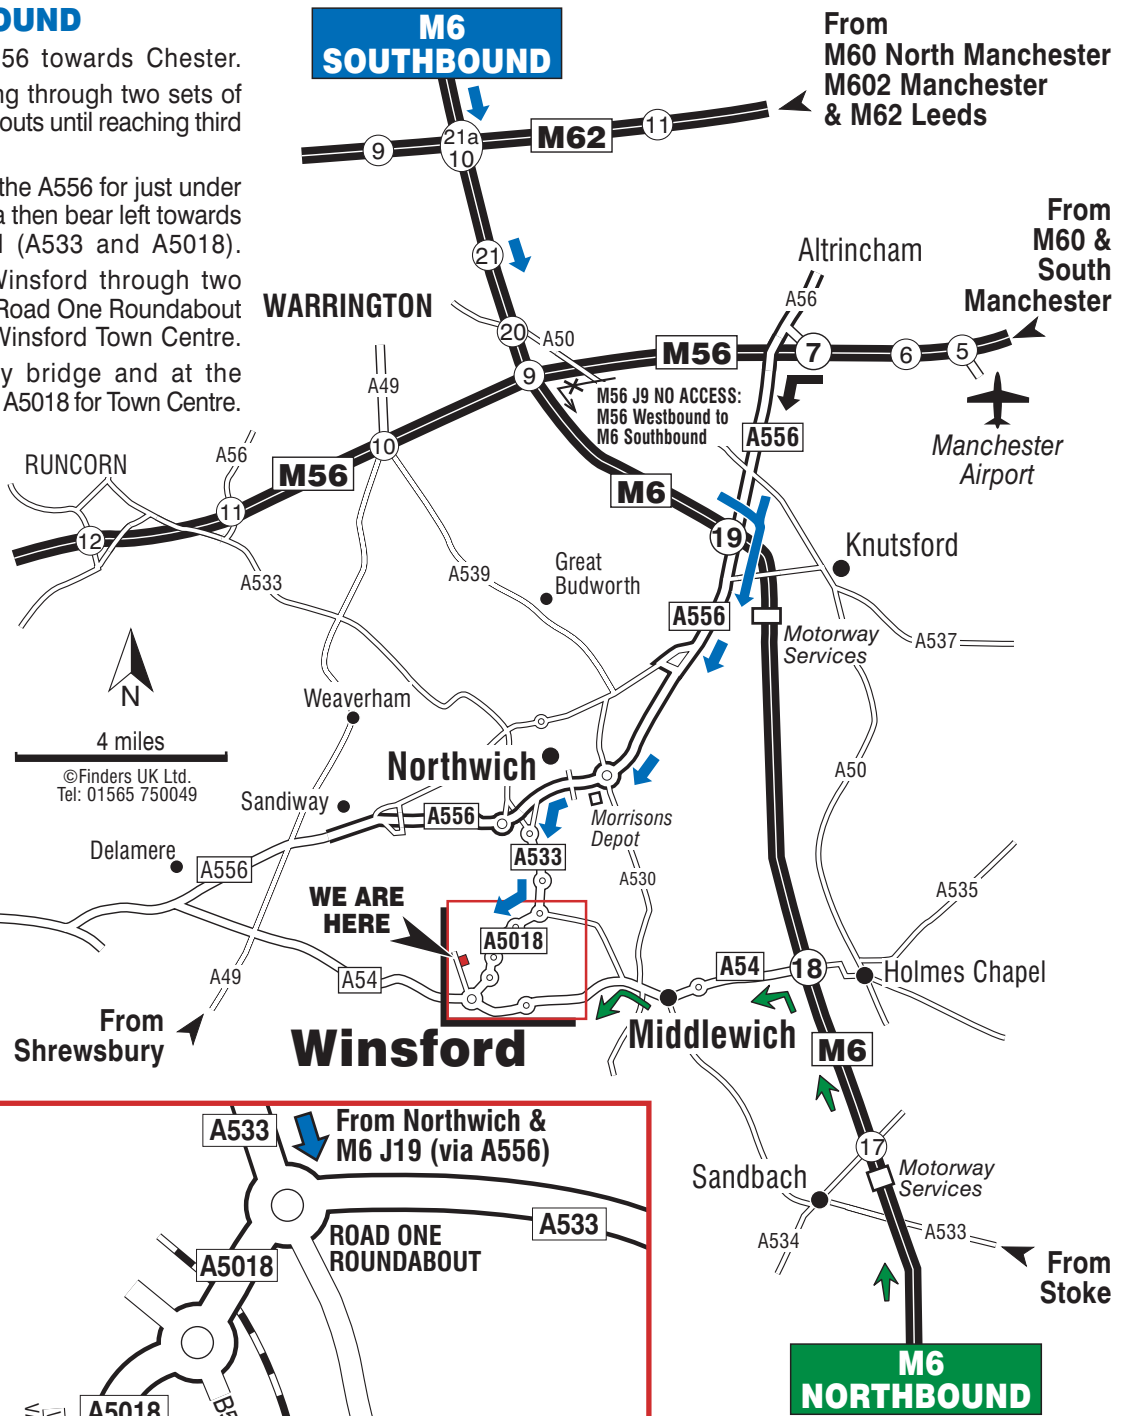 OUND
56 towards Chester.
ng through two sets of
outs until reaching third
the A556 for just under
a then bear left towards
(A533 and A5018).
Winsford through two
Road One Roundabout
Winsford Town Centre.
y bridge and at the
A5018 for Town Centre.
M6
SOUTHBOUND
From
M60 North Manchester
M602 Manchester
& M62 Leeds
9
21a
10
M62
11
21
From
M60 &
South
Manchester
Altrincham
A56
WARRINGTON
20
A50
M56
7
6
5
9
A49
M56 J9 NO ACCESS:
M56 Westbound to
M6 Southbound
A556
Manchester
Airport
10
A56
RUNCORN
M56
M6
11
12
19
Knutsford
A533
A539
Great
Budworth
A556
Motorway
Services
A537
N
Weaverham
4 miles
©Finders UK Ltd.
Tel: 01565 750049
Northwich
A50
Sandiway
A556
Morrisons
Depot
Delamere
A556
A533
A530
A535
WE ARE
HERE
A5018
A54
18
Holmes Chapel
A49
A54
From
Shrewsbury
Winsford
Middlewich
M6
17
Sandbach
Motorway
Services
A534
A533
From
Stoke
M6
NORTHBOUND
A533
From Northwich &
M6 J19 (via A556)
A533
ROAD ONE
ROUNDABOUT
A5018
A5018